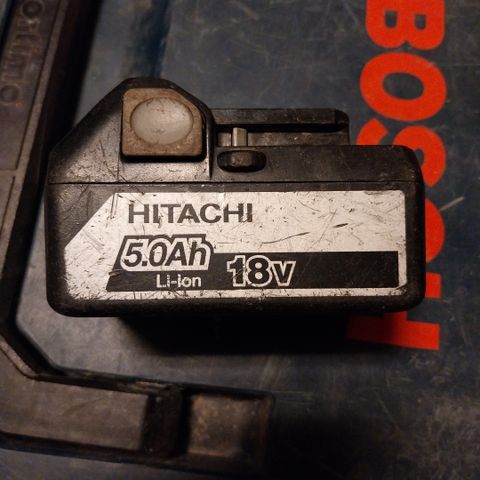 HITACHI
5.0Ah
Li-ion
18V
BOSCH